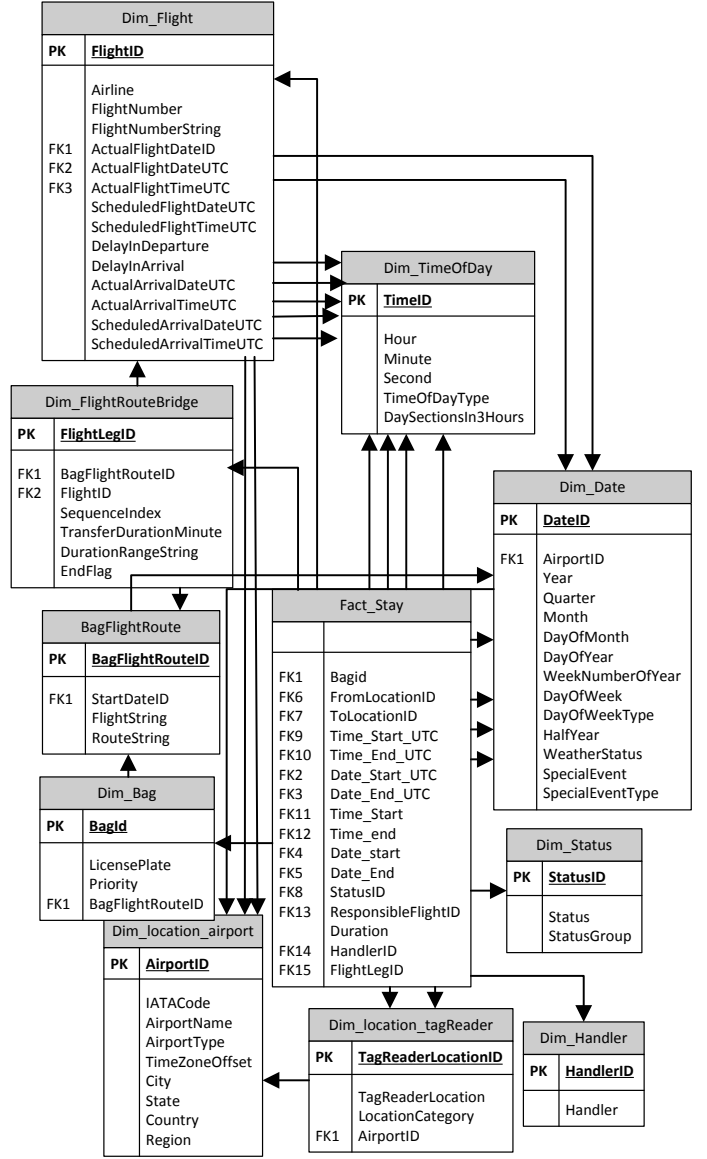 Dim_Flight
PK FlightID
Airline
FlightNumber
FlightNumberString
FK1 ActualFlightDateID
FK2 ActualFlightDateUTC
FK3 ActualFlightTimeUTC
ScheduledFlightDateUTC
ScheduledFlightTimeUTC
DelayInDeparture
DelayInArrival
ActualArrivalDateUTC
ActualArrivalTimeUTC
ScheduledArrivalDateUTC
ScheduledArrivalTimeUTC
Dim_TimeOfDay
PK TimeID
Hour
Minute
Second
TimeOfDayType
DaySectionsIn3Hours
Dim_FlightRouteBridge
PK FlightLegID
FK1 BagFlightRouteID
FK2 FlightID
SequenceIndex
TransferDurationMinute
DurationRangeString
EndFlag
Dim_Date
PK DateID
FK1 AirportID
Year
Quarter
Month
DayOfMonth
DayOfYear
WeekNumberOfYear
DayOfWeek
DayOfWeekType
HalfYear
WeatherStatus
SpecialEvent
SpecialEventType
BagFlightRoute
PK BagFlightRouteID
FK1 StartDateID
FlightString
RouteString
Fact_Stay
FK1 Bagid
FK6 FromLocationID
FK7 ToLocationID
FK9 Time_Start_UTC
FK10 Time_End_UTC
FK2 Date_Start_UTC
FK3 Date_End_UTC
FK11 Time_Start
FK12 Time_end
FK4 Date_start
FK5 Date_End
FK8 StatusID
FK13 ResponsibleFlightID
Duration
FK14 HandlerID
FK15 FlightLegID
Dim_Bag
PK BagId
LicensePlate
Priority
FK1 BagFlightRouteID
Dim_Status
PK StatusID
Status
StatusGroup
Dim_location_airport
PK AirportID
IATACode
AirportName
AirportType
TimeZoneOffset
City
State
Country
Region
Dim_location_tagReader
PK TagReaderLocationID
TagReaderLocation
LocationCategory
FK1 AirportID
Dim_Handler
PK HandlerID
Handler